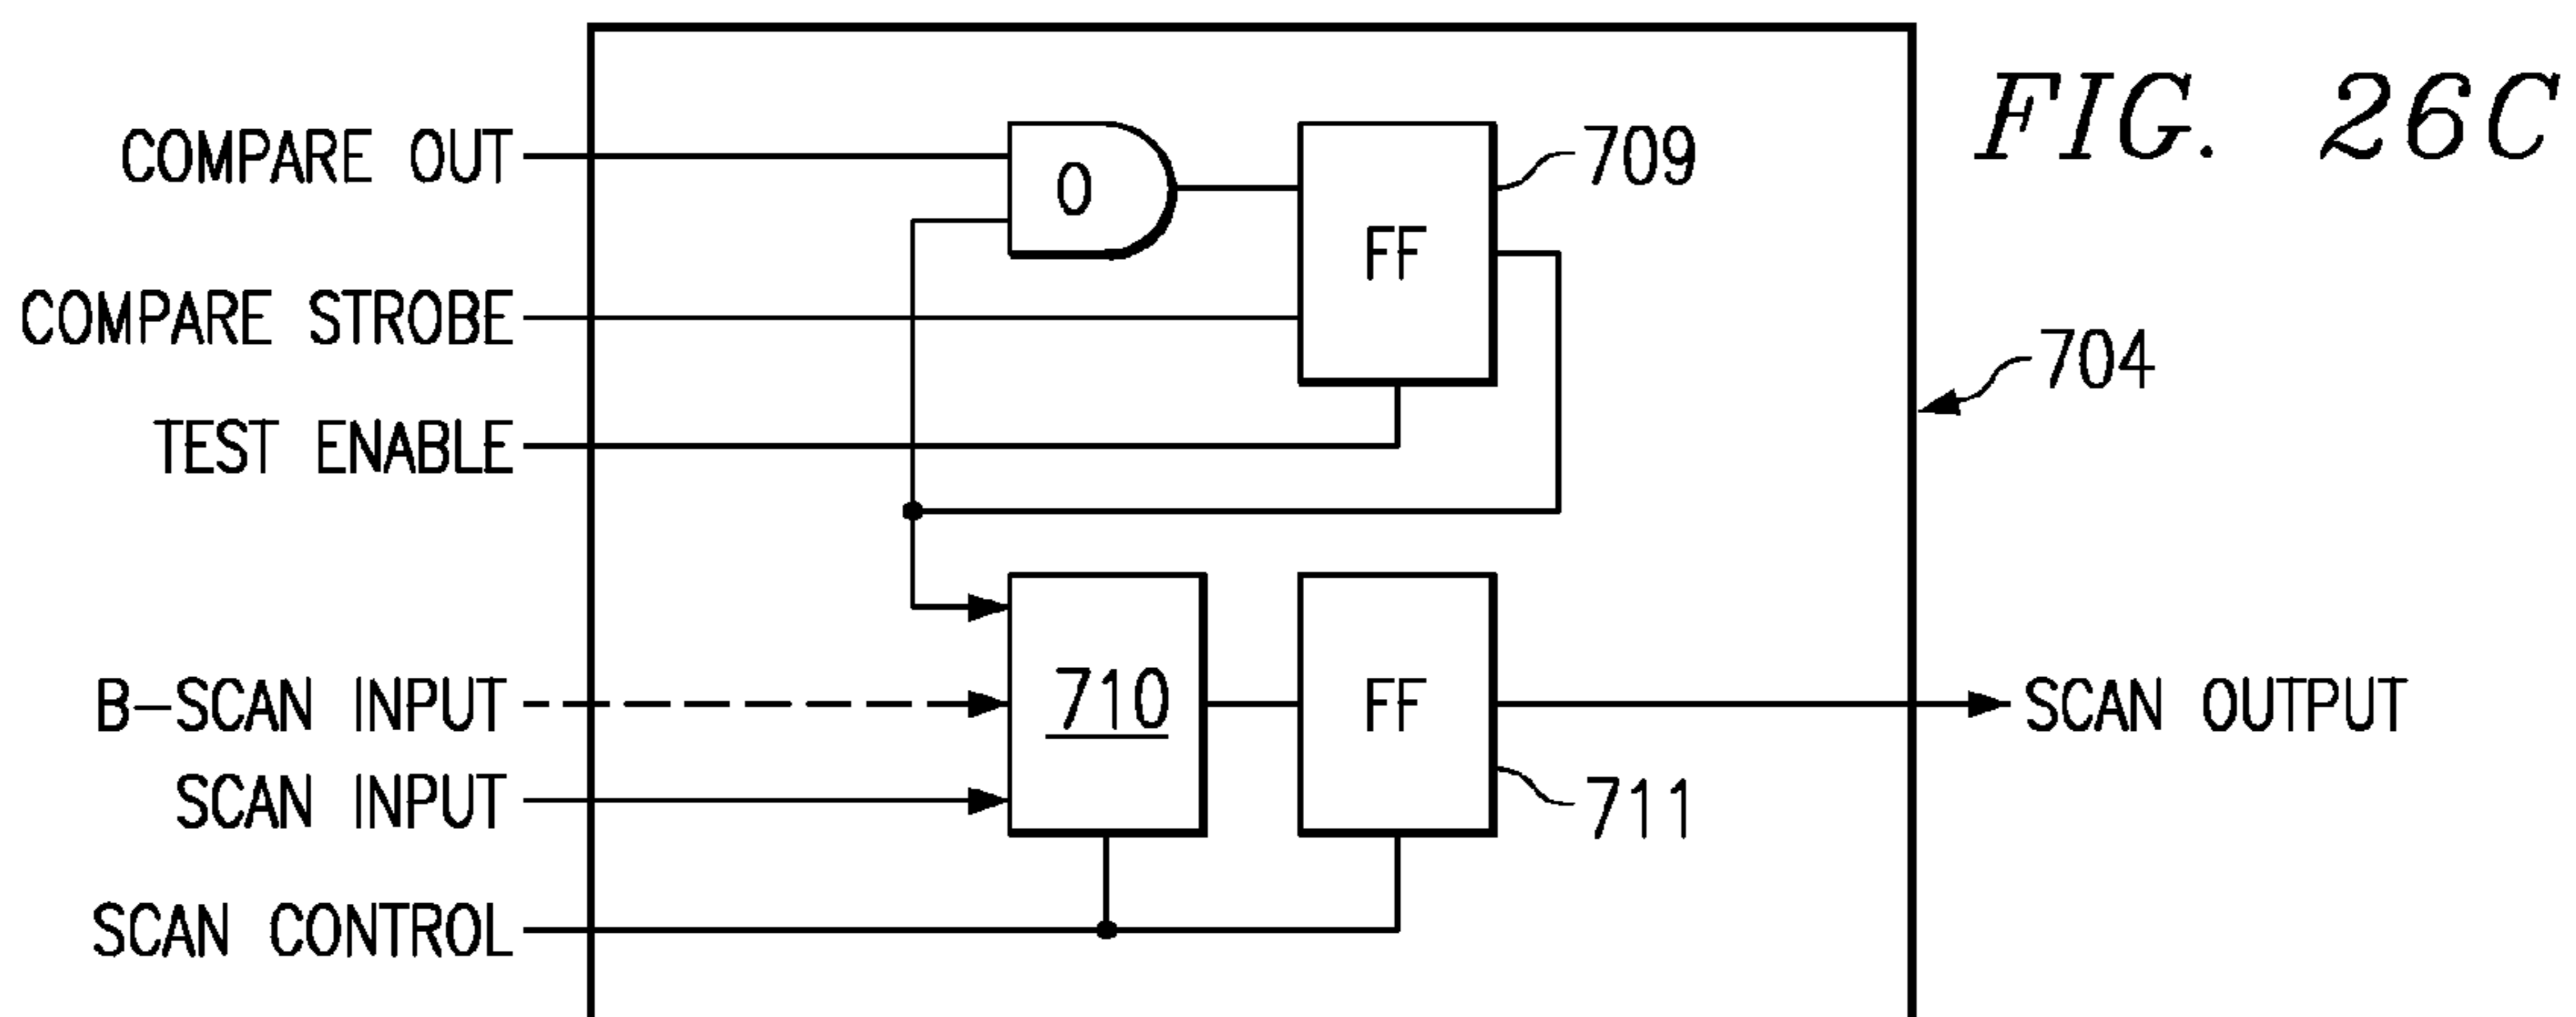 FIG. 26C
COMPARE OUT
O
709
FF
COMPARE STROBE
704
TEST ENABLE
B-SCAN INPUT
710
FF
SCAN OUTPUT
SCAN INPUT
711
SCAN CONTROL